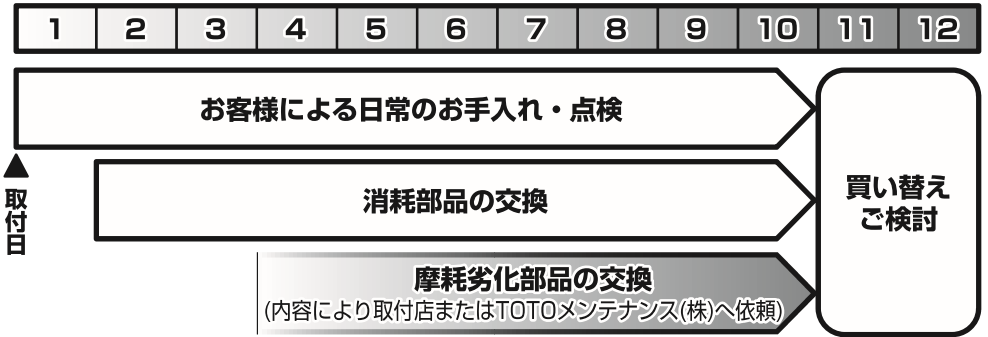 1 2 3 4 5 6 7 8 9 10 11 12
お客様による日常のお手入れ・点検
取付日
消耗部品の交換
摩耗劣化部品の交換
(内容により取付店またはTOTOメンテナンス(株)へ依頼)
買い替え
ご検討